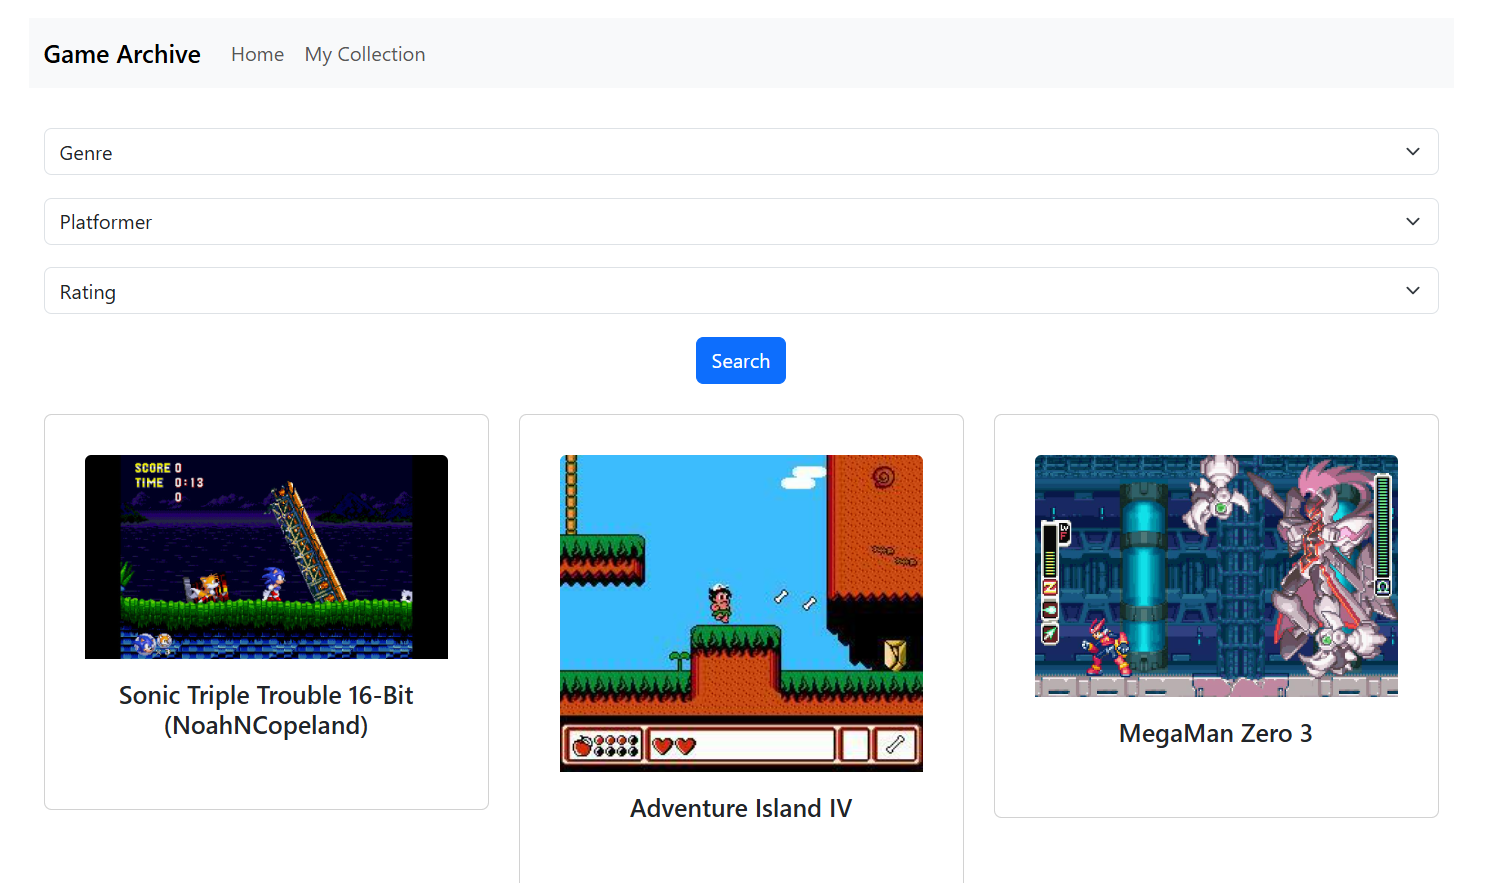 Game Archive Home My Collection
Genre
Platformer
Rating
Search
SCORE 0
TIME 0:13
0
Sonic Triple Trouble 16-Bit
(NoahNCopeland)
Adventure Island IV
LV
F
Z
Ω
MegaMan Zero 3